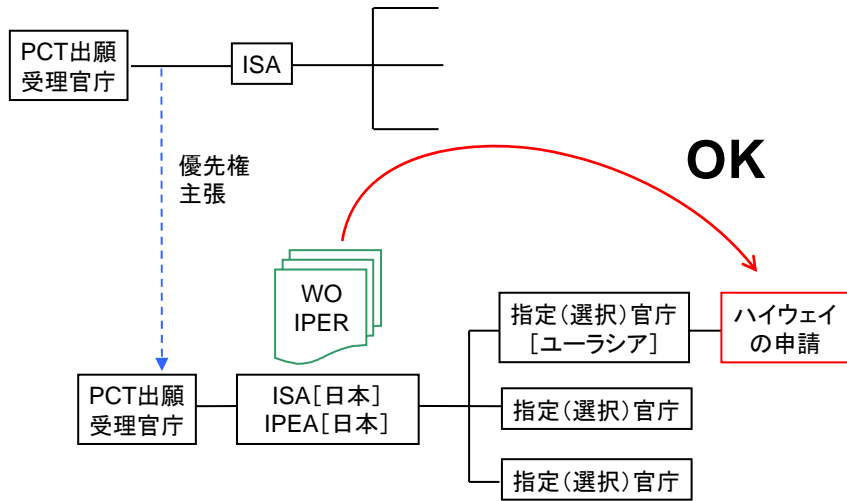 PCT出願
受理官庁
ISA
優先権
主張
OK
WO
IPER
指定(選択)官庁
[ユーラシア]
ハイウェイ
の申請
PCT出願
受理官庁
ISA[日本]
IPEA[日本]
指定(選択)官庁
指定(選択)官庁